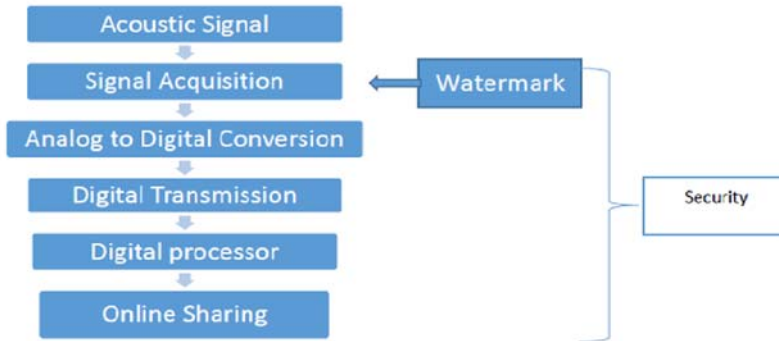 Acoustic Signal
Signal Acquisition
Watermark
Analog to Digital Conversion
Digital Transmission
Security
Digital processor
Online Sharing